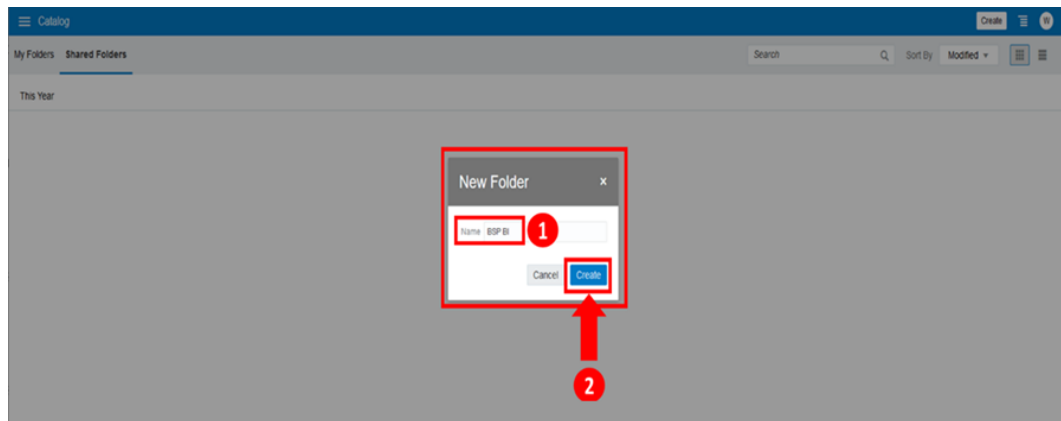 Catalog
Create
W
My Folders Shared Folders
Search
Sort By Modified
This Year
New Folder x
Name BSP BI
1
Cancel Create
2